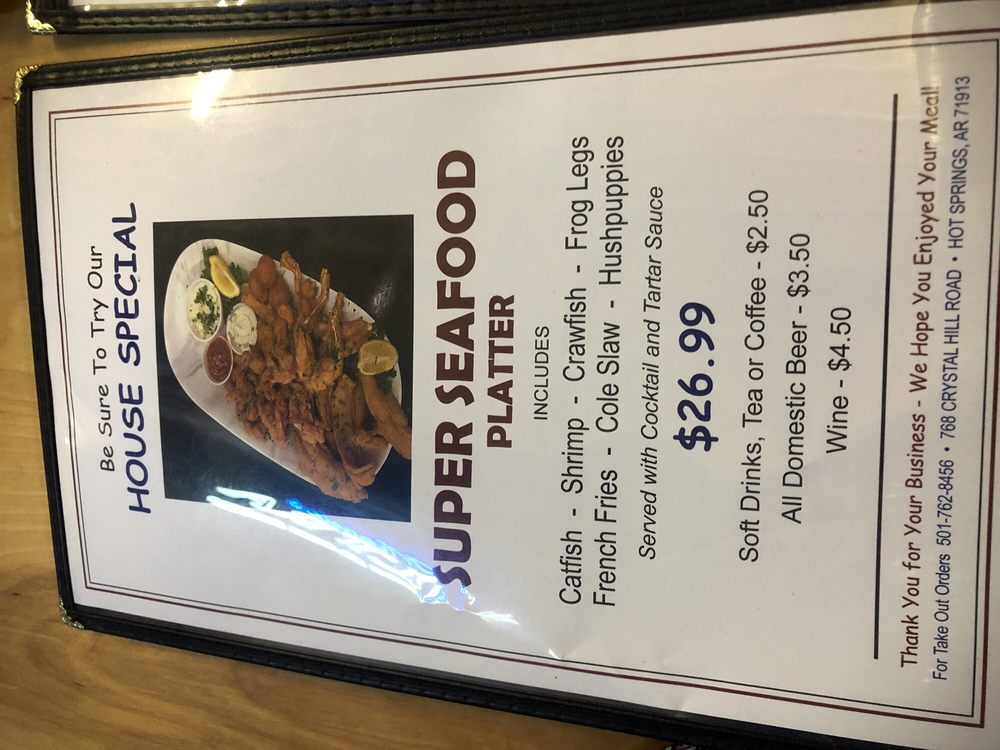 Be Sure To Try Our
HOUSE SPECIAL
SUPER SEAFOOD
PLATTER
INCLUDES
Catfish - Shrimp - Crawfish - Frog Legs
French Fries - Cole Slaw - Hushpuppies
Served with Cocktail and Tartar Sauce
$26.99
Soft Drinks, Tea or Coffee - $2.50
All Domestic Beer - $3.50
Wine - $4.50
Thank You for Your Business - We Hope You Enjoyed Your Meal!
For Take Out Orders 501-762-8456 • 768 CRYSTAL HILL ROAD • HOT SPRINGS, AR 71913